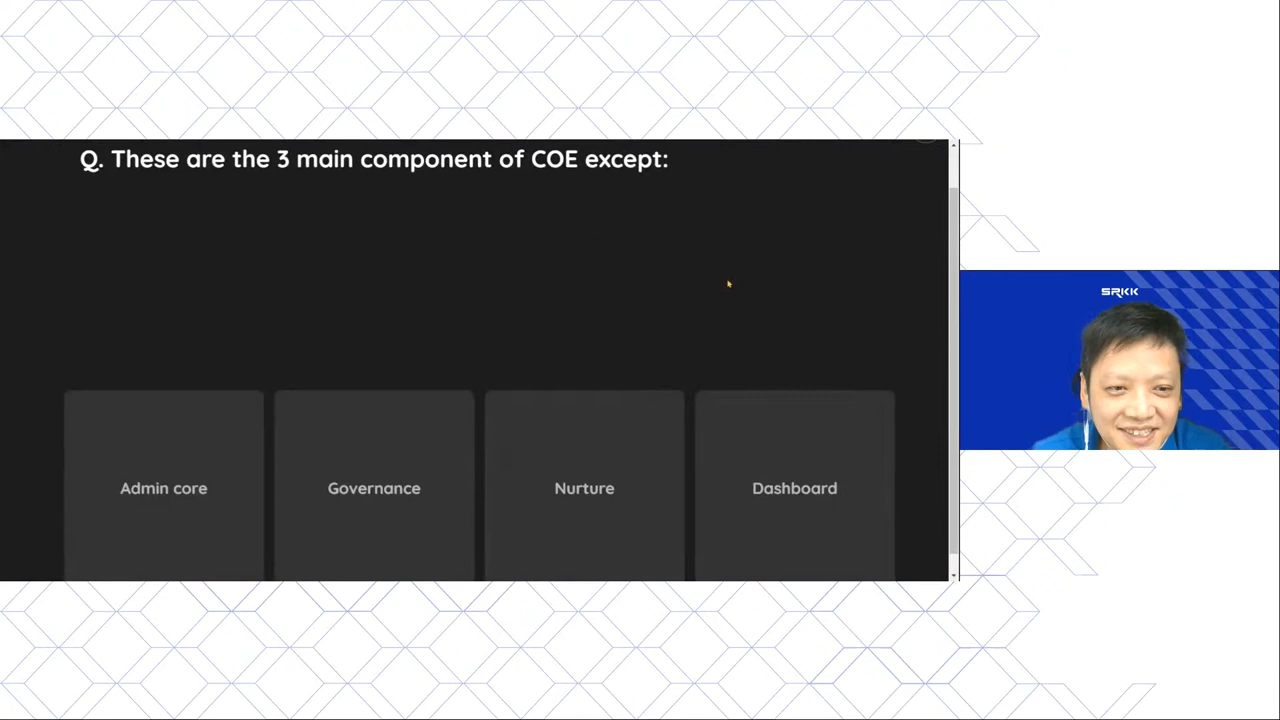 Q. These are the 3 main component of COE except:
SRKK
Admin core
Governance
Nurture
Dashboard